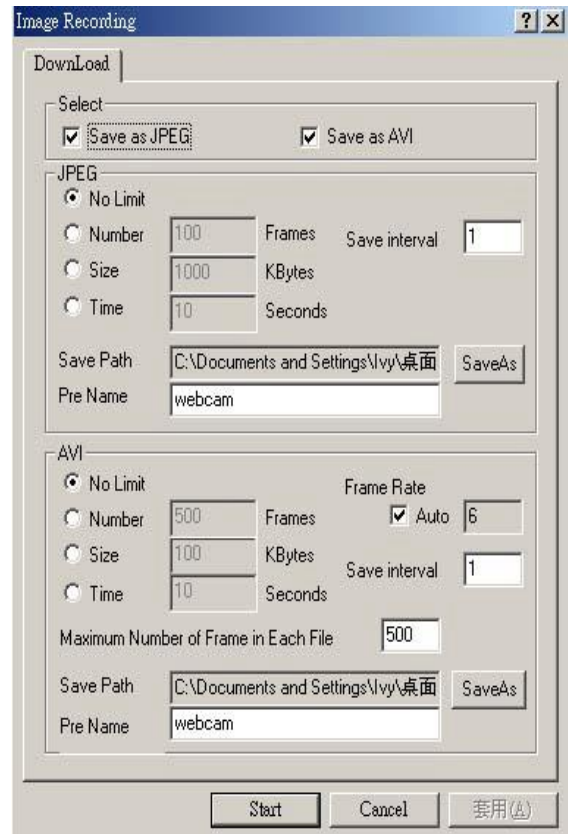 Image Recording
DownLoad
Select
Save as JPEG Save as AVI
JPEG
No Limit
Number 100 Frames Save interval 1
Size 1000 KBytes
Time 10 Seconds
Save Path C:\Documents and Settings\Ivy\桌面 SaveAs
Pre Name webcam
AVI
No Limit Frame Rate
Number 500 Frames Auto 6
Size 100 KBytes Save interval 1
Time 10 Seconds
Maximum Number of Frame in Each File 500
Save Path C:\Documents and Settings\Ivy\桌面 SaveAs
Pre Name webcam
Start Cancel 套用(A)